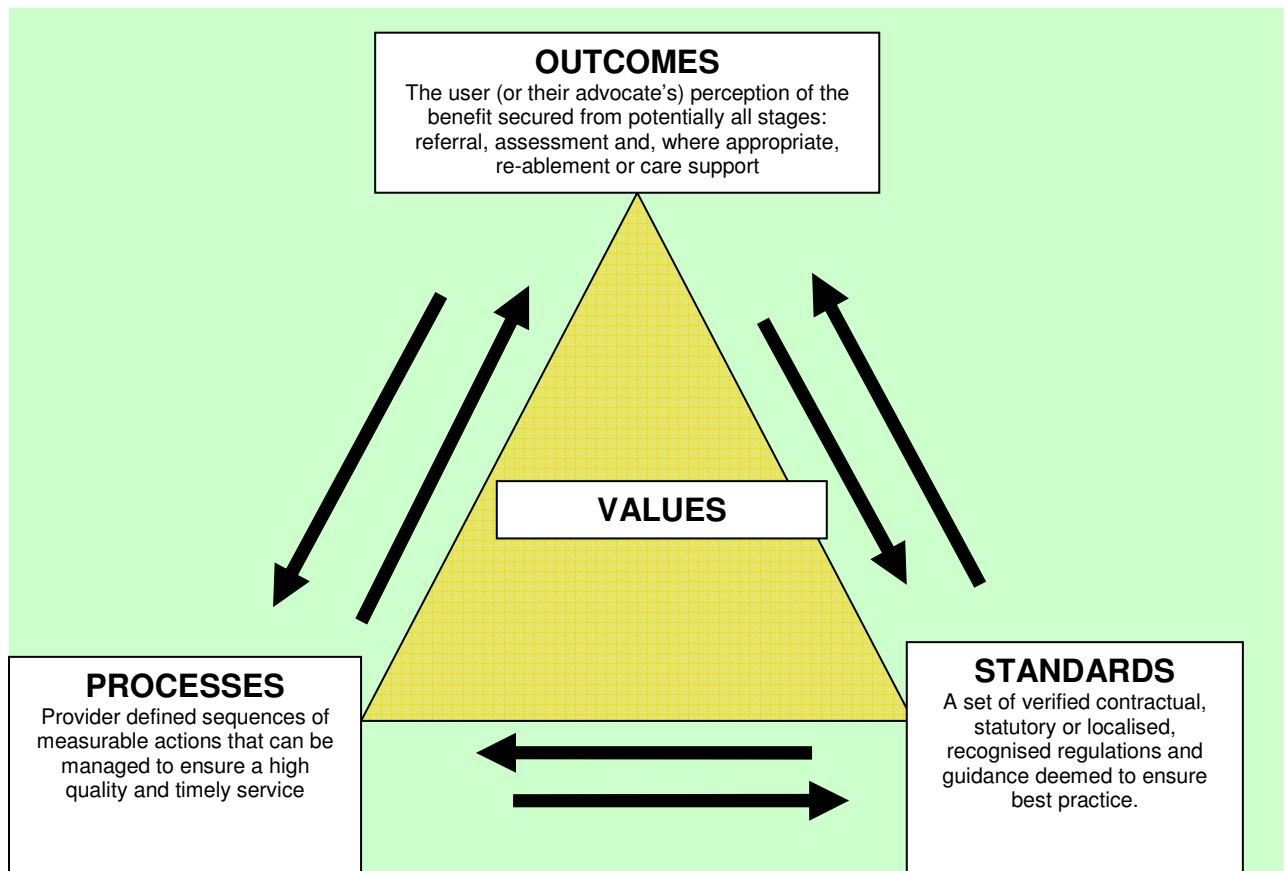 OUTCOMES
The user (or their advocate’s) perception of the
benefit secured from potentially all stages:
referral, assessment and, where appropriate,
re-ablement or care support
VALUES
PROCESSES
Provider defined sequences of
measurable actions that can be
managed to ensure a high
quality and timely service
STANDARDS
A set of verified contractual,
statutory or localised,
recognised regulations and
guidance deemed to ensure
best practice.